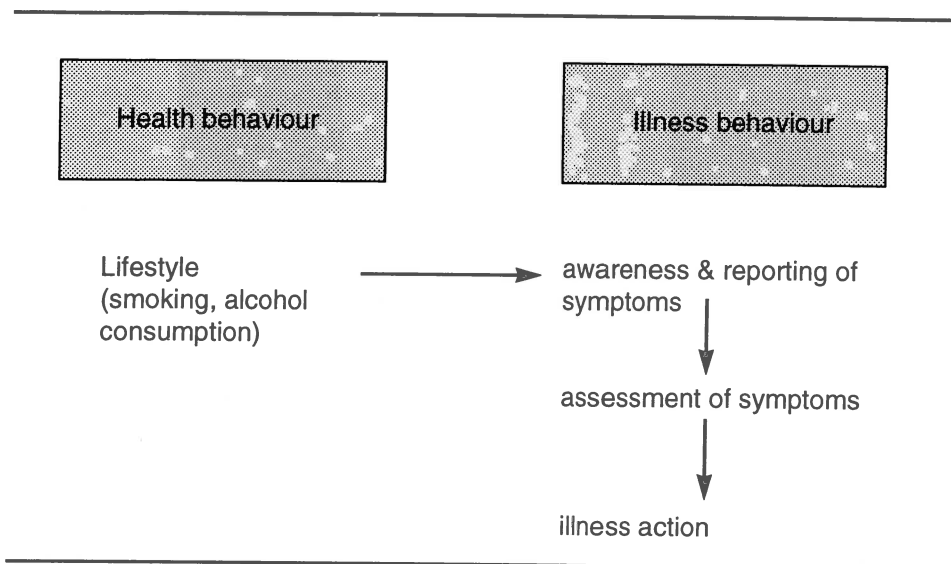 Health behaviour
Illness behaviour
Lifestyle
(smoking, alcohol
consumption)
awareness & reporting of
symptoms
assessment of symptoms
illness action